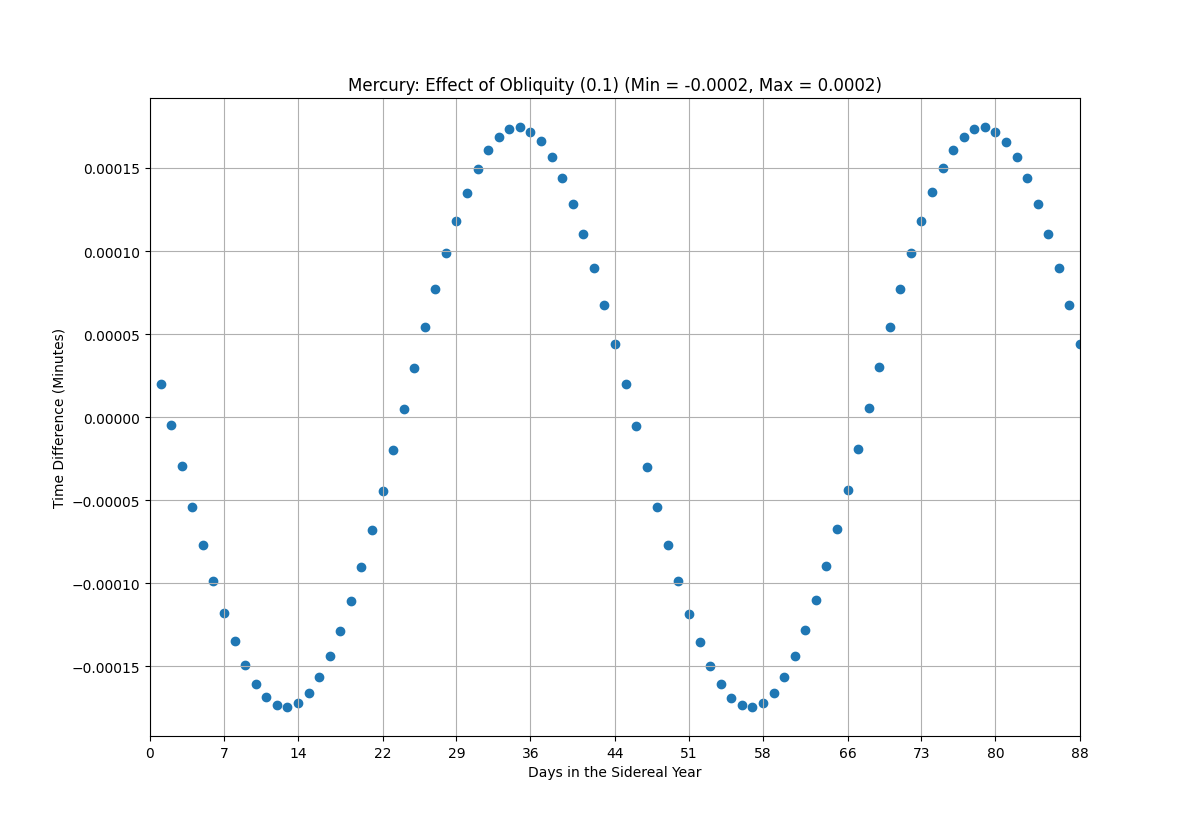 Mercury: Effect of Obliquity (0.1) (Min = -0.0002, Max = 0.0002)
Time Difference (Minutes)
0.00015
0.00010
0.00005
0.00000
−0.00005
−0.00010
−0.00015
0 7 14 22 29 36 44 51 58 66 73 80 88
Days in the Sidereal Year